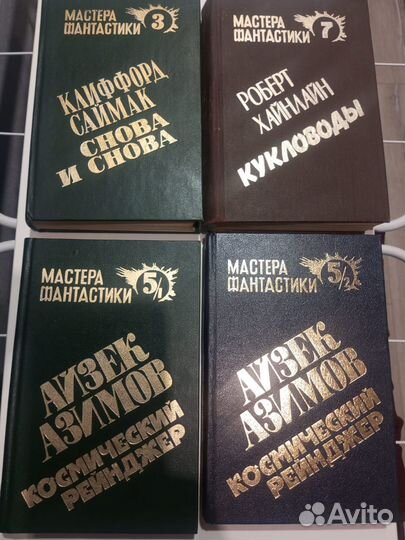 МАСТЕРА
ФАНТАСТИКИ
3
КЛИФФОРД
САЙМАК
СНОВА
И СНОВА
МАСТЕРА
ФАНТАСТИКИ
7
РОБЕРТ
ХАЙНЛАЙН
КУКЛОВОДЫ
МАСТЕРА
ФАНТАСТИКИ
5/1
АЙЗЕК
АЗИМОВ
КОСМИЧЕСКИЙ
РЕЙНДЖЕР
МАСТЕРА
ФАНТАСТИКИ
5/2
АЙЗЕК
АЗИМОВ
КОСМИЧЕСКИЙ
РЕЙНДЖЕР
Avito